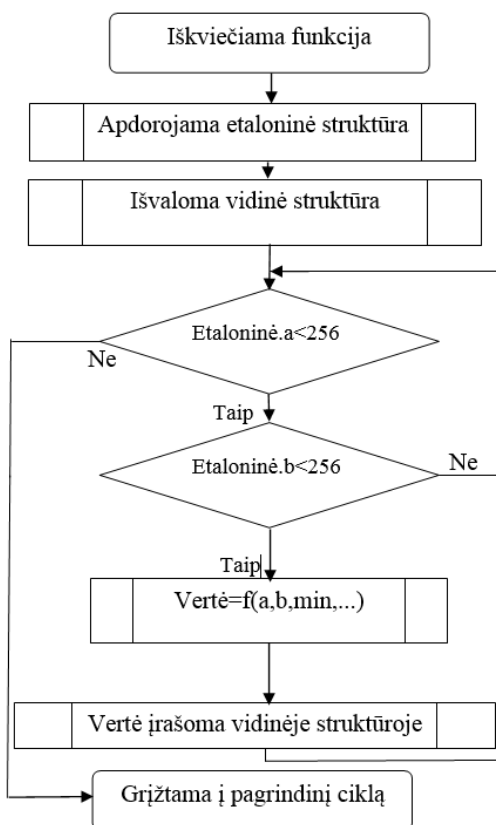 Iškviečiama funkcija
Apdorojama etaloninė struktūra
Išvaloma vidinė struktūra
Etaloninė.a<256
Ne
Taip
Etaloninė.b<256
Ne
Taip
Vertė=f(a,b,min,...)
Vertė įrašoma vidinėje struktūroje
Grįžtama į pagrindinį ciklą